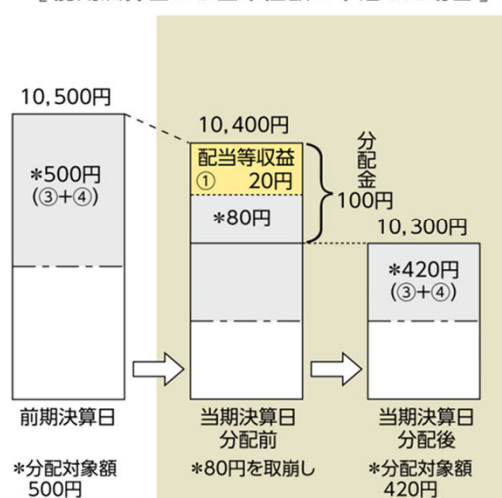 10,500円
*500円
(③+④)
前期決算日
*分配対象額
500円
10,400円
配当等収益
① 20円
*80円
分配金
100円
当期決算日
分配前
*80円を取崩し
10,300円
*420円
(③+④)
当期決算日
分配後
*分配対象額
420円